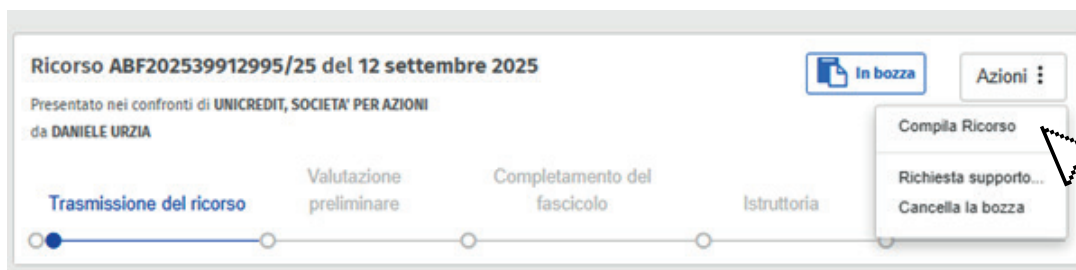 Ricorso ABF202539912995/25 del 12 settembre 2025
In bozza
Azioni
Presentato nei confronti di UNICREDIT, SOCIETA' PER AZIONI
da DANIELE URZIA
Compila Ricorso
Richiesta supporto...
Cancella la bozza
Trasmissione del ricorso
Valutazione
preliminare
Completamento del
fascicolo
Istruttoria